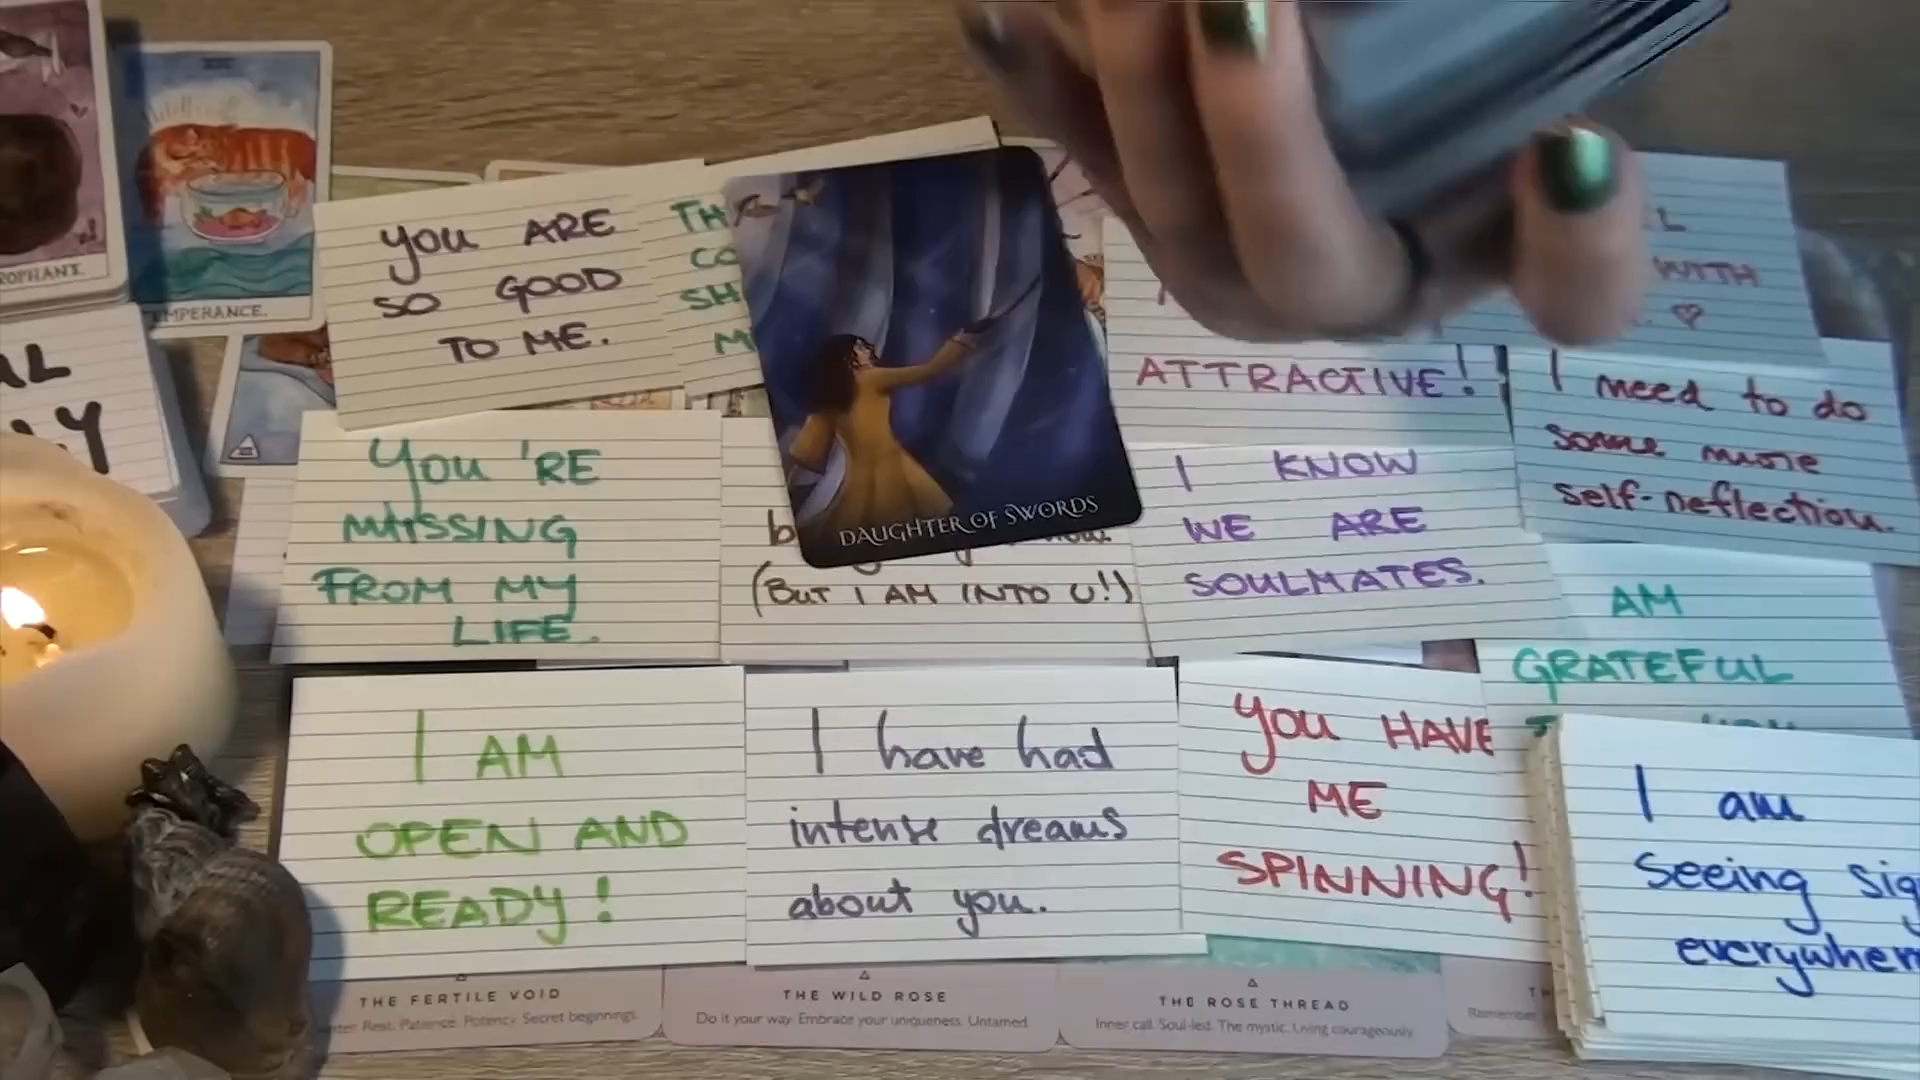 TEMPERANCE.
YOU ARE
SO GOOD
TO ME.
DAUGHTER OF SWORDS
ATTRACTIVE!
WITH
I need to do
some more
self-reflection.
YOU'RE
MISSING
FROM MY
LIFE.
(BUT I AM INTO U!)
I KNOW
WE ARE
SOULMATES.
AM
GRATEFUL
I AM
OPEN AND
READY!
I have had
intense dreams
about you.
YOU HAVE
ME
SPINNING!
I am
Seeing
THE FERTILE VOID
Rest. Patience. Potency. Secret beginnings.
THE WILD ROSE
Do it your way. Embrace your uniqueness. Untamed
THE ROSE THREAD
Inner call. Soul-led. The mystic. Living courageously
Remember